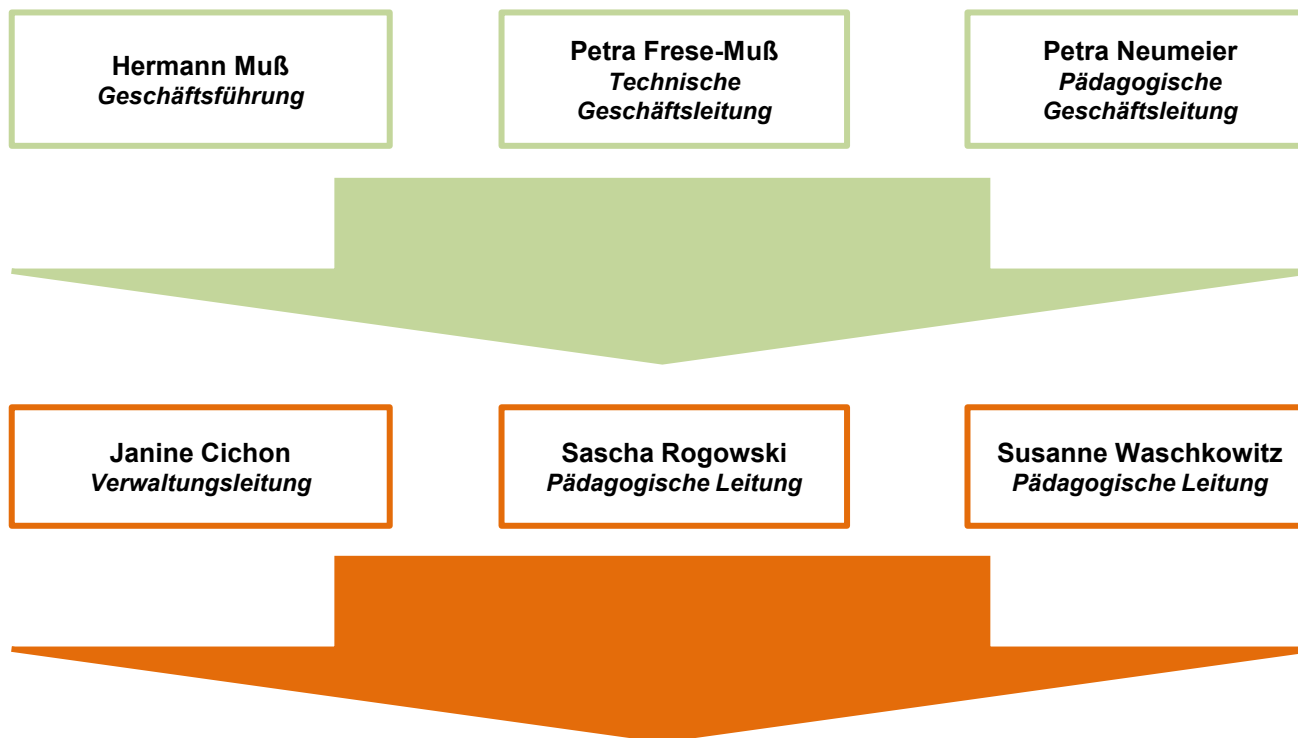 Hermann Muß
Geschäftsführung
Petra Frese-Muß
Technische
Geschäftsleitung
Petra Neumeier
Pädagogische
Geschäftsleitung
Janine Cichon
Verwaltungsleitung
Sascha Rogowski
Pädagogische Leitung
Susanne Waschkowitz
Pädagogische Leitung